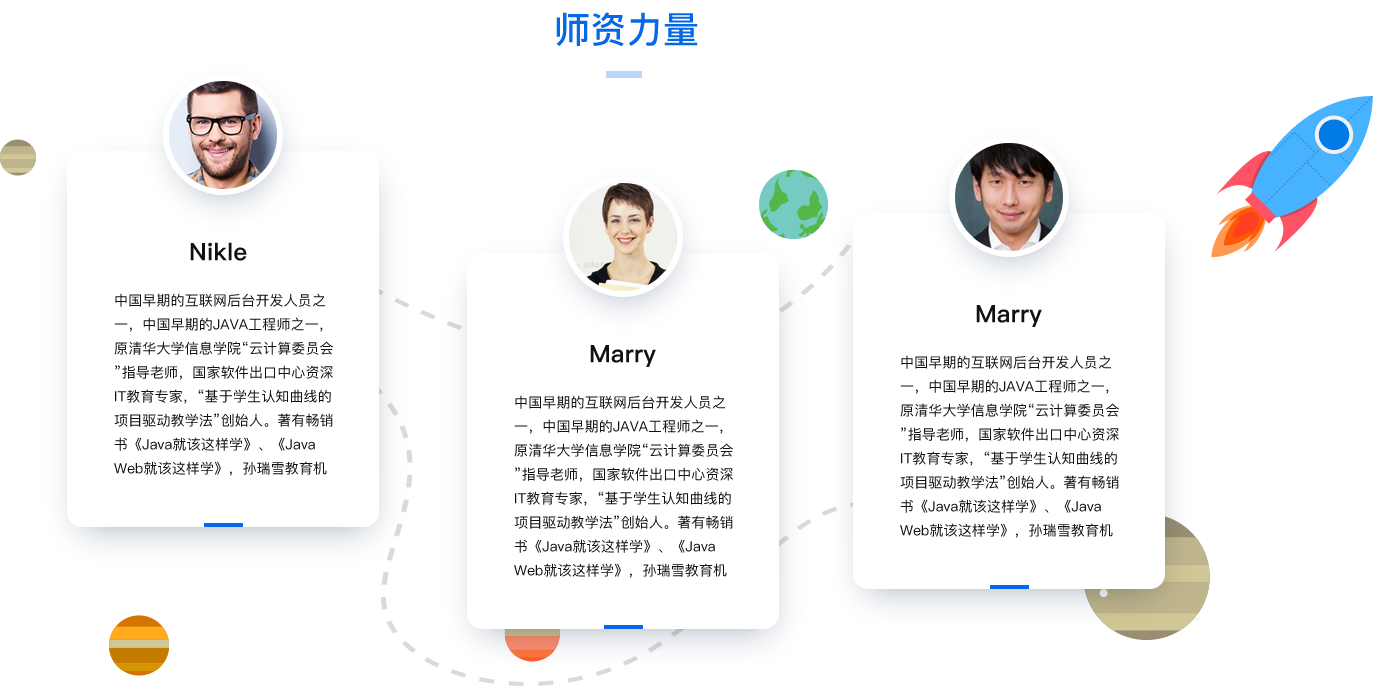 师资力量
Nikle
中国早期的互联网后台开发人员之
一，中国早期的JAVA工程师之一，
原清华大学信息学院“云计算委员会
”指导老师，国家软件出口中心资深
IT教育专家，“基于学生认知曲线的
项目驱动教学法”创始人。著有畅销
书《Java就该这样学》、《Java
Web就该这样学》，孙瑞雪教育机
Marry
中国早期的互联网后台开发人员之
一，中国早期的JAVA工程师之一，
原清华大学信息学院“云计算委员会
”指导老师，国家软件出口中心资深
IT教育专家，“基于学生认知曲线的
项目驱动教学法”创始人。著有畅销
书《Java就该这样学》、《Java
Web就该这样学》，孙瑞雪教育机
Marry
中国早期的互联网后台开发人员之
一，中国早期的JAVA工程师之一，
原清华大学信息学院“云计算委员会
”指导老师，国家软件出口中心资深
IT教育专家，“基于学生认知曲线的
项目驱动教学法”创始人。著有畅销
书《Java就该这样学》、《Java
Web就该这样学》，孙瑞雪教育机